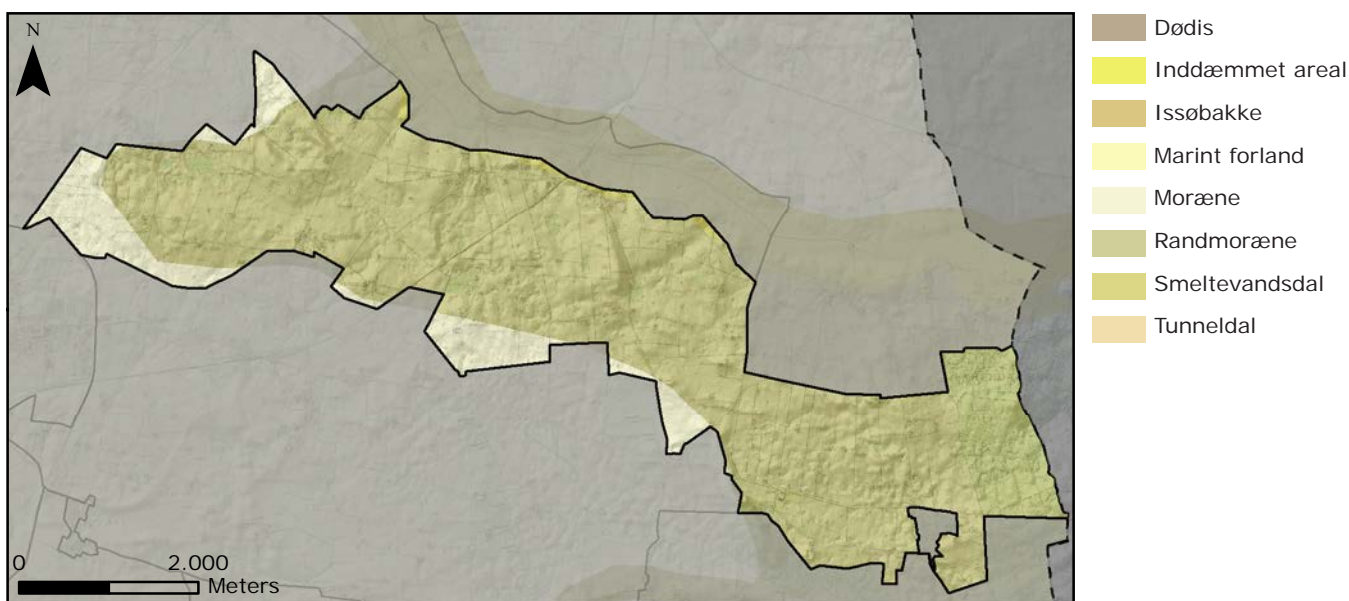 N
0 2.000
Meters
Dødis
Inddæmmet areal
Issøbakke
Marint forland
Moræne
Randmoræne
Smeltevandsdal
Tunneldal